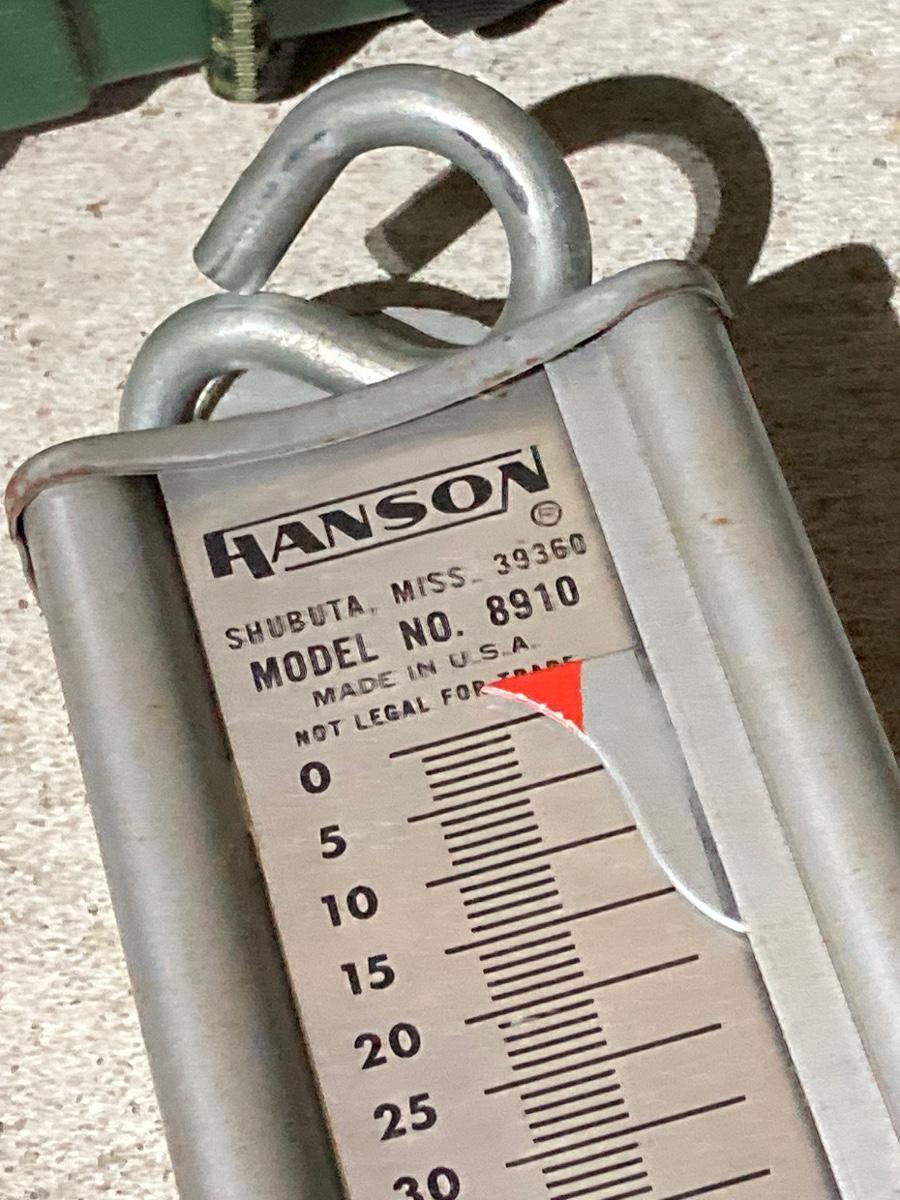 HANSON ®
SHUBUTA, MISS. 39360
MODEL NO. 8910
MADE IN U.S.A.
NOT LEGAL FOR TRADE
0
5
10
15
20
25
30